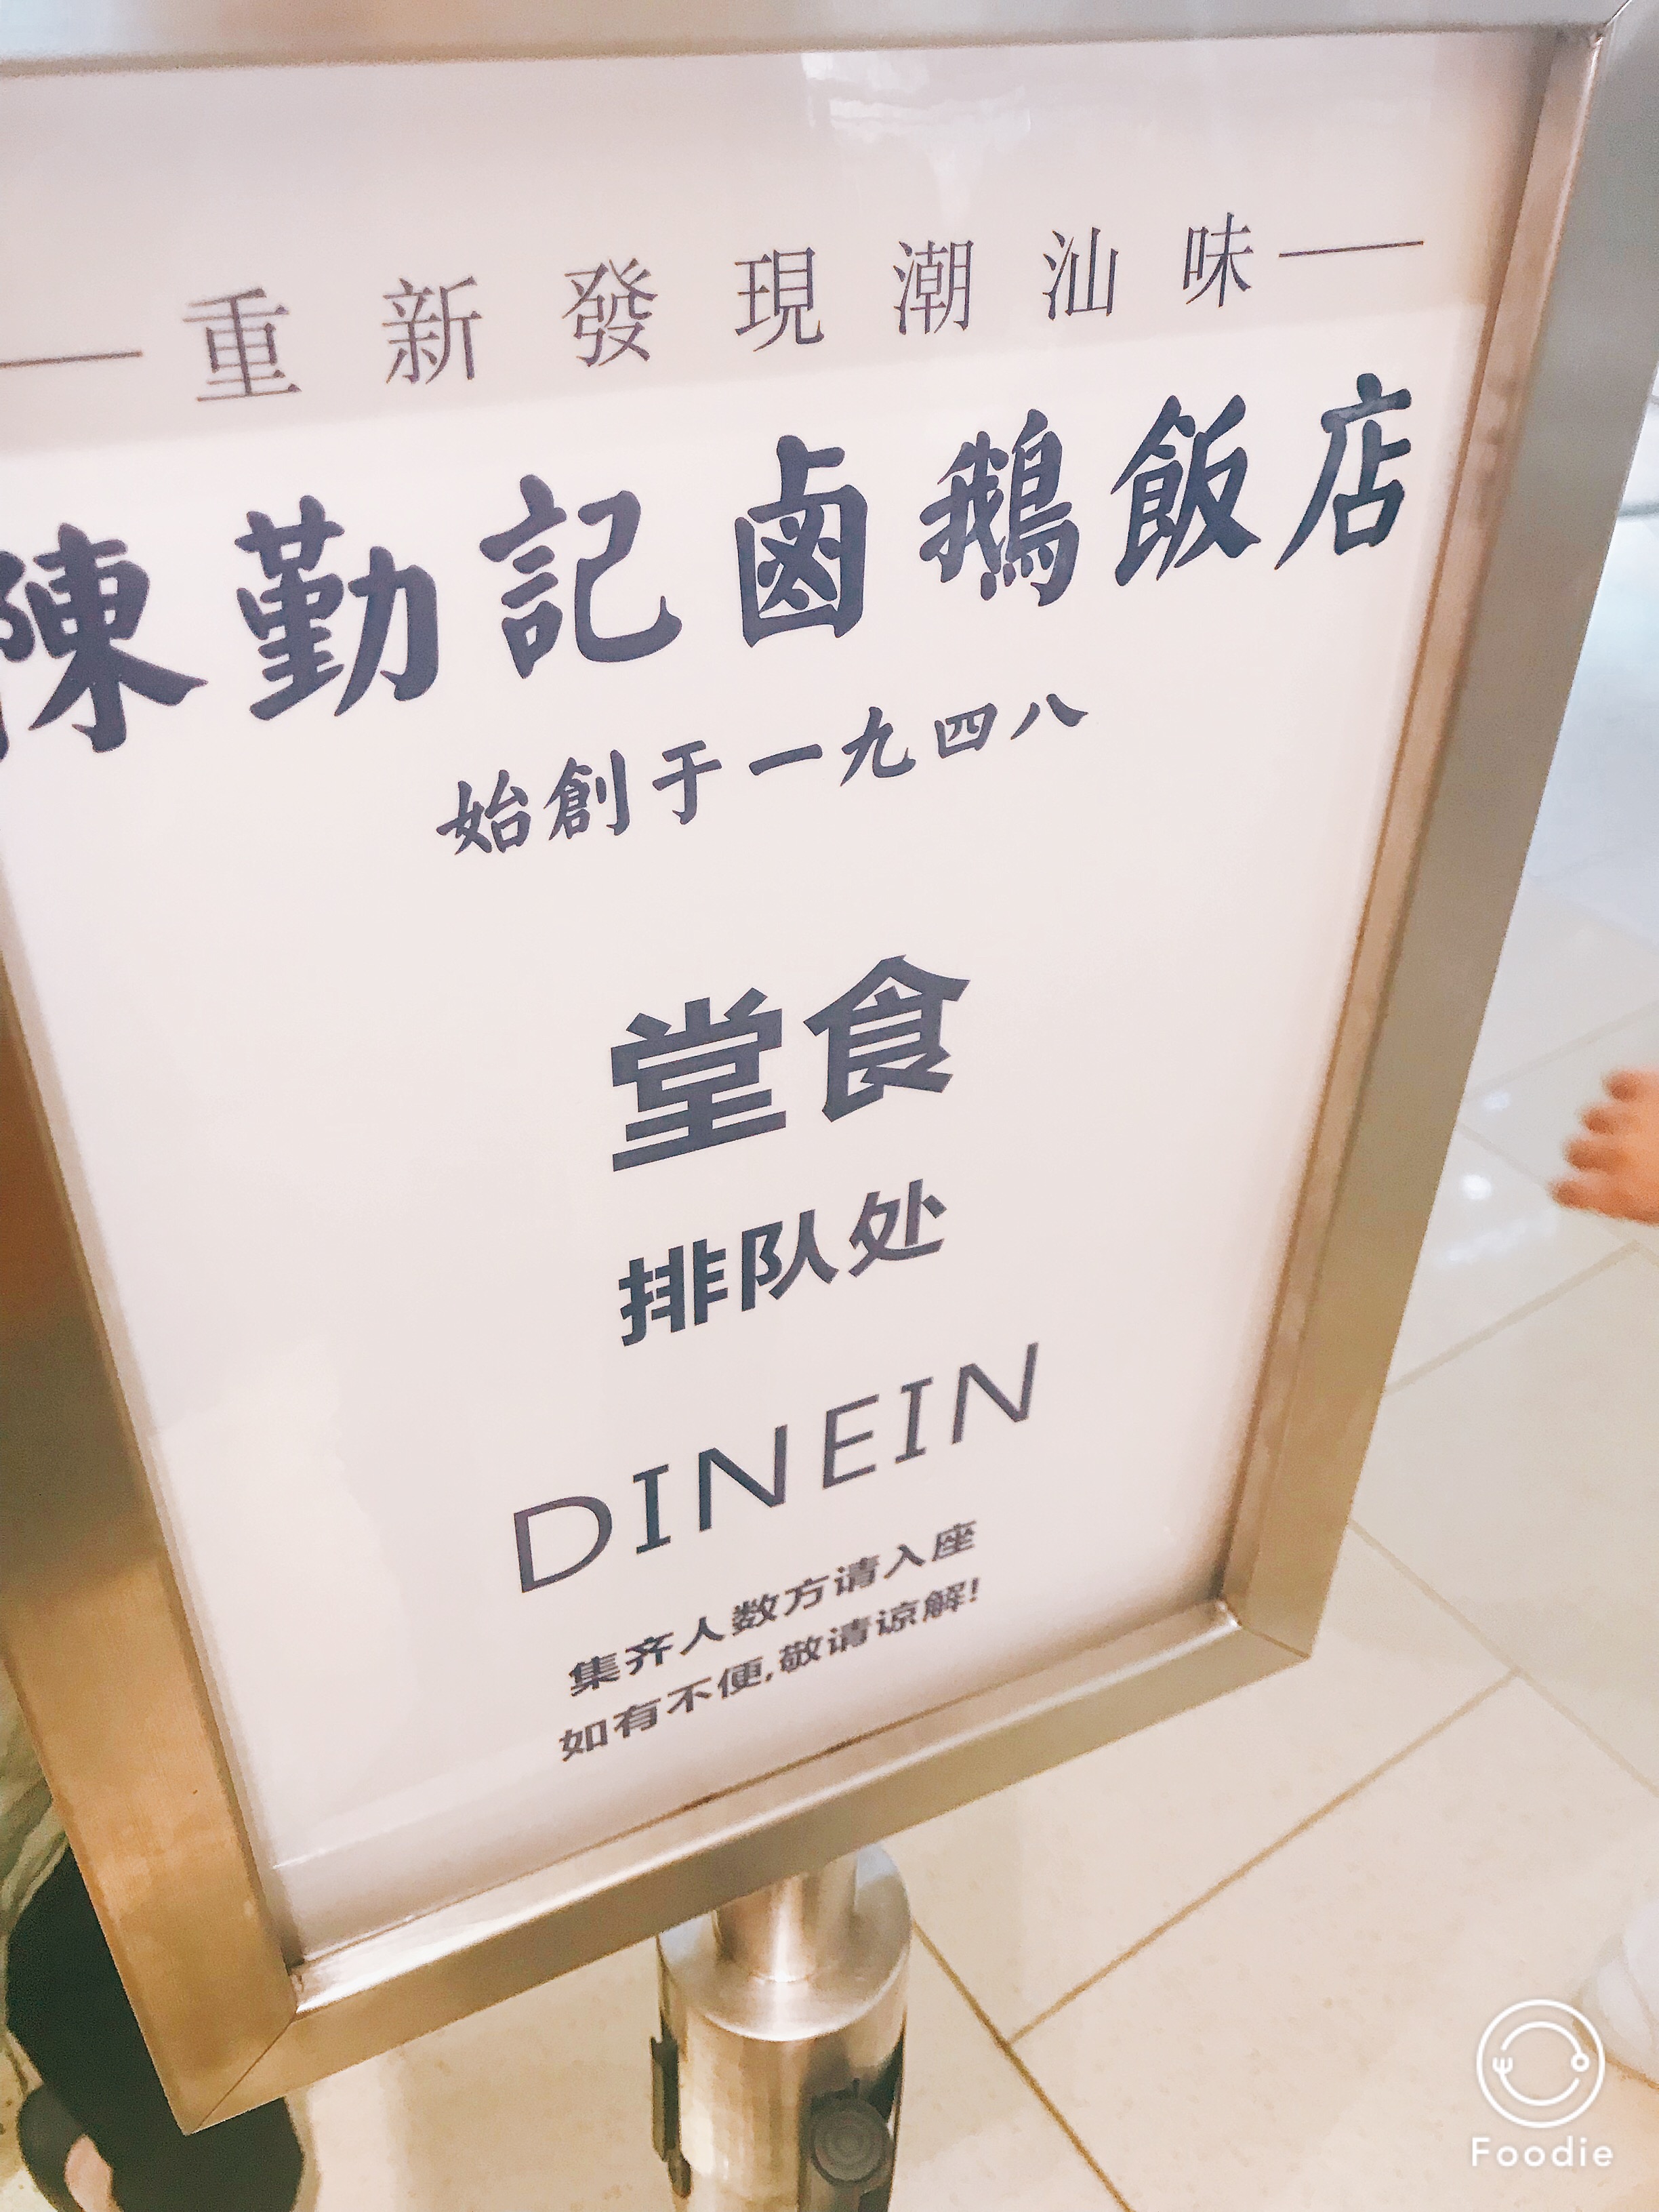 重新發現潮汕味
陳勤記鹵鵝飯店
始創于一九四八
堂食
排队处
DINEIN
集齐人数方请入座
如有不便,敬请谅解!
Foodie